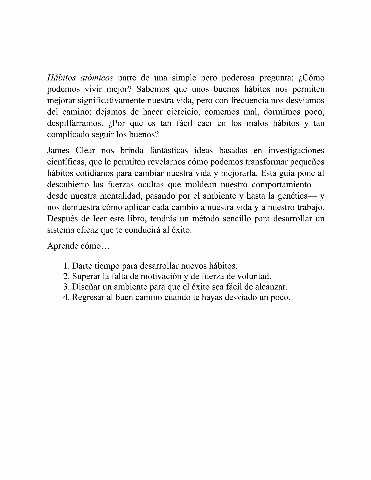 Hábitos atómicos parte de una simple pero poderosa pregunta: ¿Cómo
podemos vivir mejor? Sabemos que unos buenos hábitos nos permiten
mejorar significativamente nuestra vida, pero con frecuencia nos desviamos
del camino: dejamos de hacer ejercicio, comemos mal, dormimos poco,
despilfarramos. ¿Por qué es tan fácil caer en los malos hábitos y tan
complicado seguir los buenos?
James Clear nos brinda fantásticas ideas basadas en investigaciones
científicas, que le permiten revelarnos cómo podemos transformar pequeños
hábitos cotidianos para cambiar nuestra vida y mejorarla. Esta guía pone al
descubierto las fuerzas ocultas que moldean nuestro comportamiento —
desde nuestra mentalidad, pasando por el ambiente y hasta la genética— y
nos demuestra cómo aplicar cada cambio a nuestra vida y a nuestro trabajo.
Después de leer este libro, tendrás un método sencillo para desarrollar un
sistema eficaz que te conducirá al éxito.
Aprende cómo…
1. Darte tiempo para desarrollar nuevos hábitos.
2. Superar la falta de motivación y de fuerza de voluntad.
3. Diseñar un ambiente para que el éxito sea fácil de alcanzar.
4. Regresar al buen camino cuando te hayas desviado un poco.